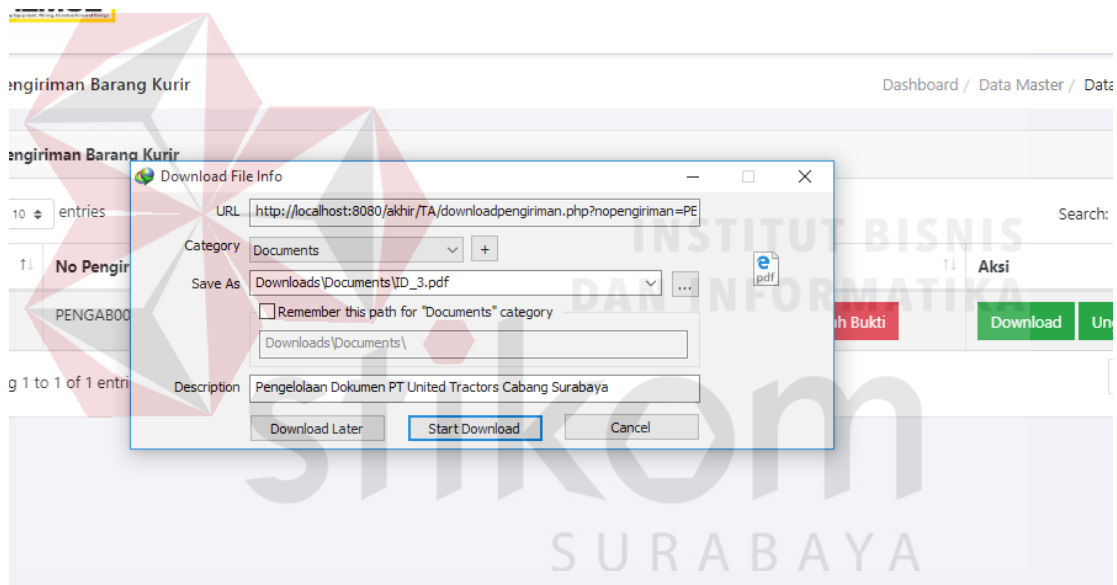 engiriman Barang Kurir
Dashboard / Data Master / Data
engiriman Barang Kurir
Download File Info
10 entries
Search:
URL http://localhost:8080/akhir/TA/downloadpengiriman.php?nopengiriman=PE
INSTITUT BISNIS
DAN INFORMATIKA
Category Documents +
pdf
No Pengir
Aksi
Save As Downloads\Documents\ID_3.pdf ...
Remember this path for "Documents" category
PENGAB00
h Bukti
Download
Un
Downloads\Documents\
g 1 to 1 of 1 entri
Description Pengelolaan Dokumen PT United Tractors Cabang Surabaya
Download Later Start Download Cancel
stikom
SURABAYA